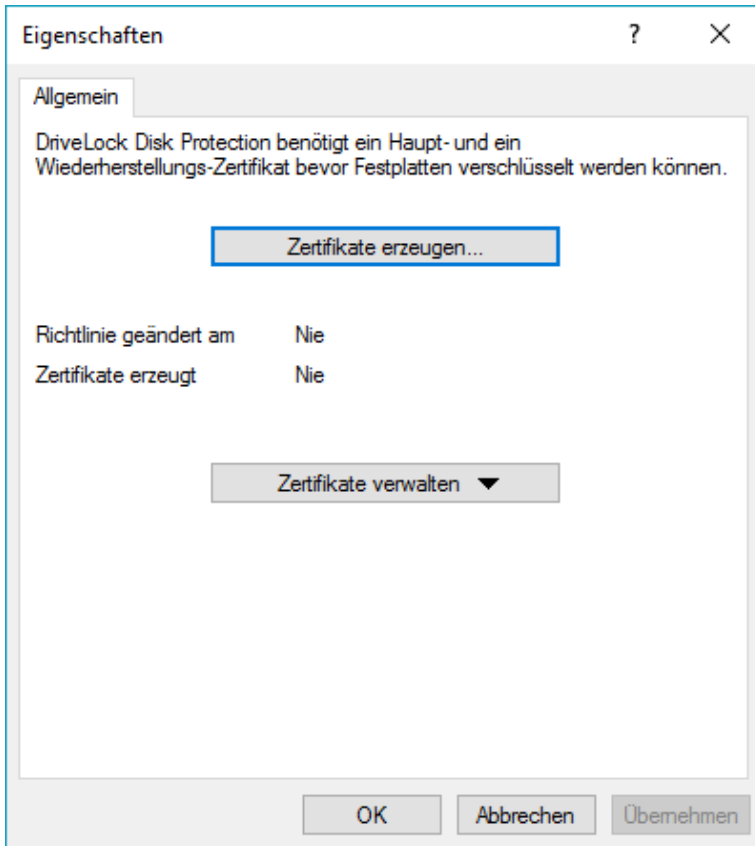 Eigenschaften ?
Allgemein
DriveLock Disk Protection benötigt ein Haupt- und ein
Wiederherstellungs-Zertifikat bevor Festplatten verschlüsselt werden können.
Zertifikate erzeugen...
Richtlinie geändert am Nie
Zertifikate erzeugt Nie
Zertifikate verwalten
OK Abbrechen Übernehmen